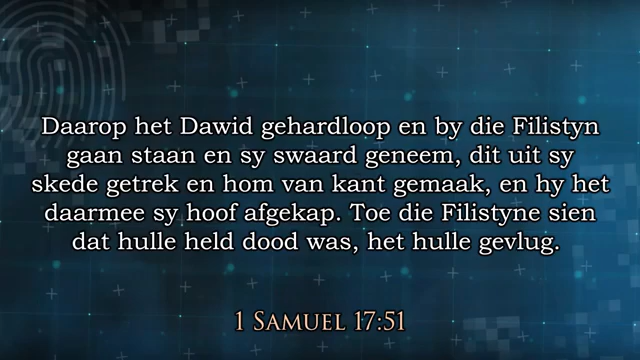 Daarop het Dawid gehardloop en by die Filistyn
gaan staan en sy swaard geneem, dit uit sy
skede getrek en hom van kant gemaak, en hy het
daarmee sy hoof afgekap. Toe die Filistyne sien
dat hulle held dood was, het hulle gevlug.
1 Samuel 17:51